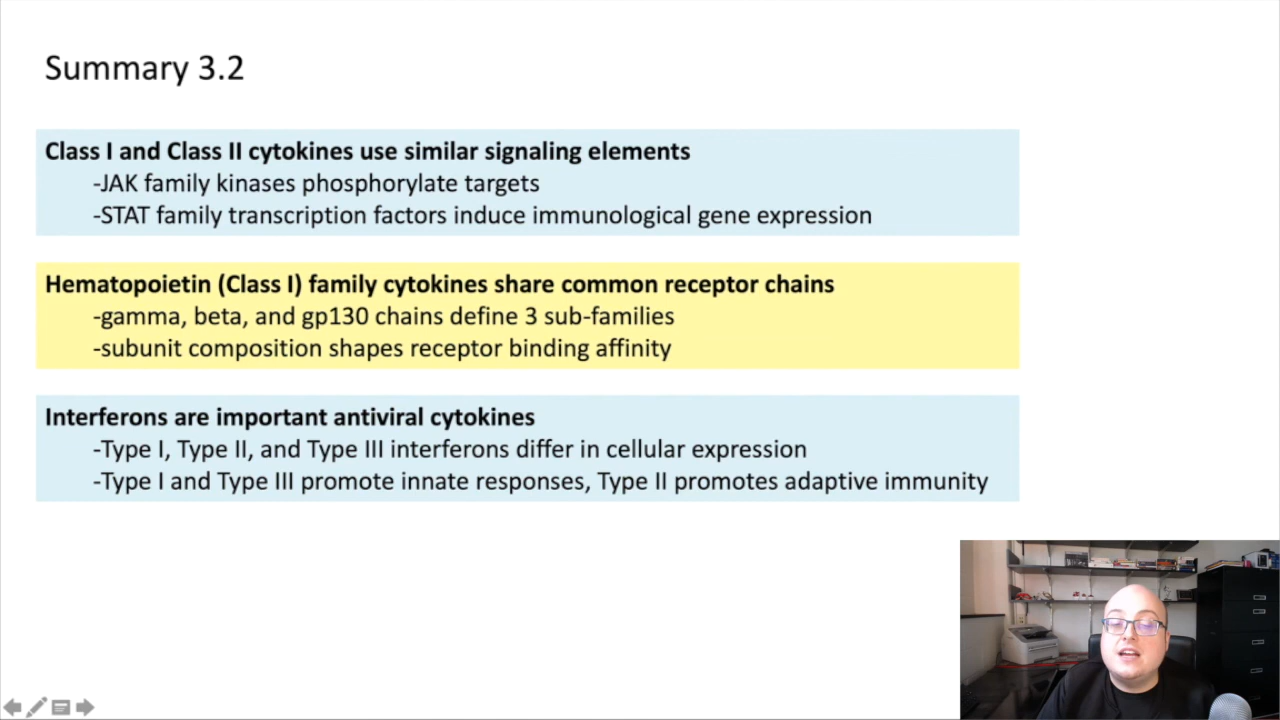 Summary 3.2
Class I and Class II cytokines use similar signaling elements
-JAK family kinases phosphorylate targets
-STAT family transcription factors induce immunological gene expression
Hematopoietin (Class I) family cytokines share common receptor chains
-gamma, beta, and gp130 chains define 3 sub-families
-subunit composition shapes receptor binding affinity
Interferons are important antiviral cytokines
-Type I, Type II, and Type III interferons differ in cellular expression
-Type I and Type III promote innate responses, Type II promotes adaptive immunity